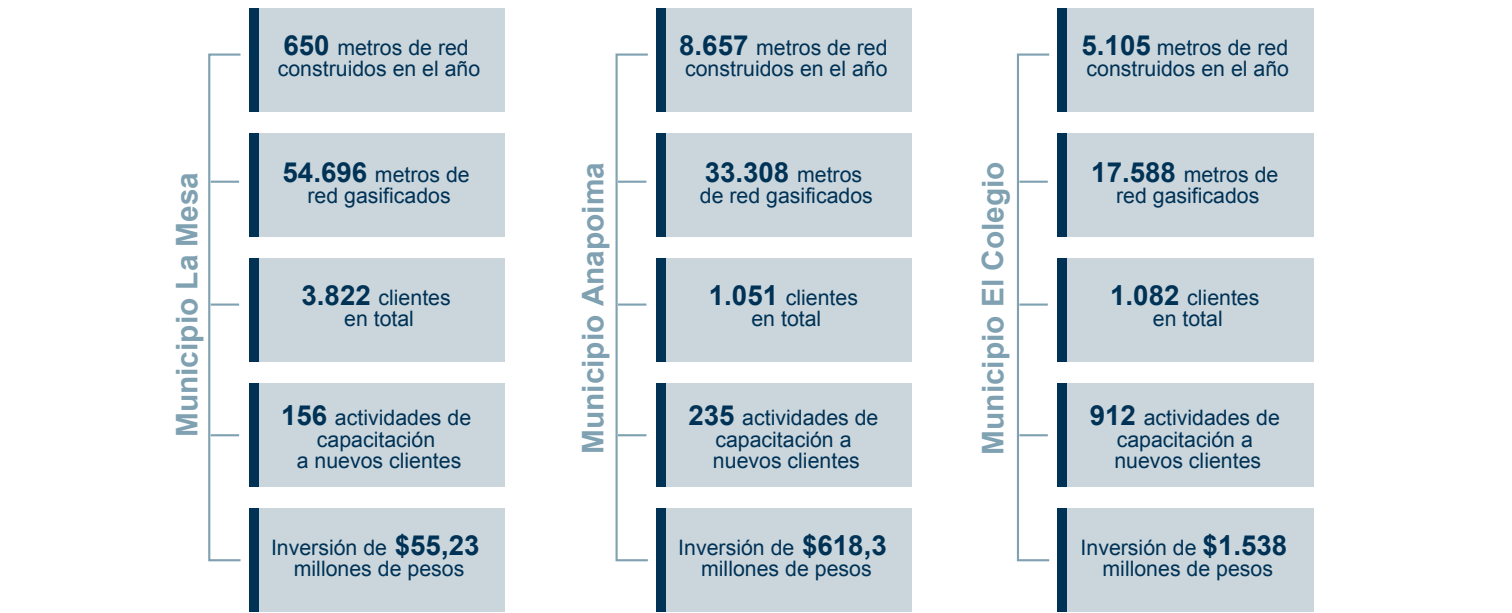 Municipio La Mesa
650 metros de red
construidos en el año
54.696 metros de
red gasificados
3.822 clientes
en total
156 actividades de
capacitación
a nuevos clientes
Inversión de $55,23
millones de pesos
Municipio Anapoima
8.657 metros de red
construidos en el año
33.308 metros
de red gasificados
1.051 clientes
en total
235 actividades de
capacitación a
nuevos clientes
Inversión de $618,3
millones de pesos
Municipio El Colegio
5.105 metros de red
construidos en el año
17.588 metros de
red gasificados
1.082 clientes
en total
912 actividades de
capacitación a
nuevos clientes
Inversión de $1.538
millones de pesos